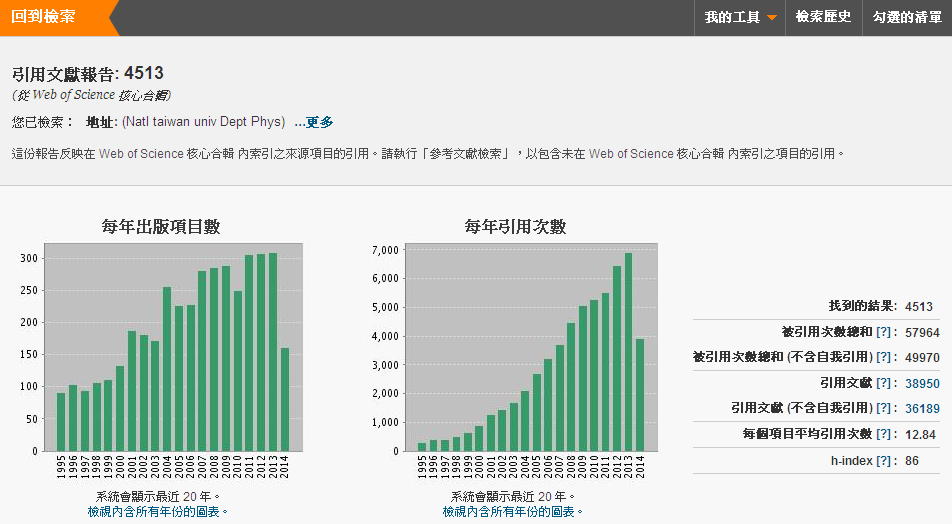 回到檢索
我的工具 檢索歷史 勾選的清單
引用文獻報告: 4513
(從 Web of Science 核心合輯)
您已檢索： 地址: (Natl taiwan univ Dept Phys) ...更多
這份報告反映在 Web of Science 核心合輯 內索引之來源項目的引用。請執行「參考文獻檢索」，以包含未在 Web of Science 核心合輯 內索引之項目的引用。
每年出版項目數
300
250
200
150
100
50
0
1995 1996 1997 1998 1999 2000 2001 2002 2003 2004 2005 2006 2007 2008 2009 2010 2011 2012 2013 2014
系統會顯示最近 20 年。
檢視內含所有年份的圖表。
每年引用次數
7,000
6,000
5,000
4,000
3,000
2,000
1,000
0
1995 1996 1997 1998 1999 2000 2001 2002 2003 2004 2005 2006 2007 2008 2009 2010 2011 2012 2013 2014
系統會顯示最近 20 年。
檢視內含所有年份的圖表。
找到的結果: 4513
被引用次數總和 [?] : 57964
被引用次數總和 (不含自我引用) [?] : 49970
引用文獻 [?] : 38950
引用文獻 (不含自我引用) [?] : 36189
每個項目平均引用次數 [?] : 12.84
h-index [?] : 86